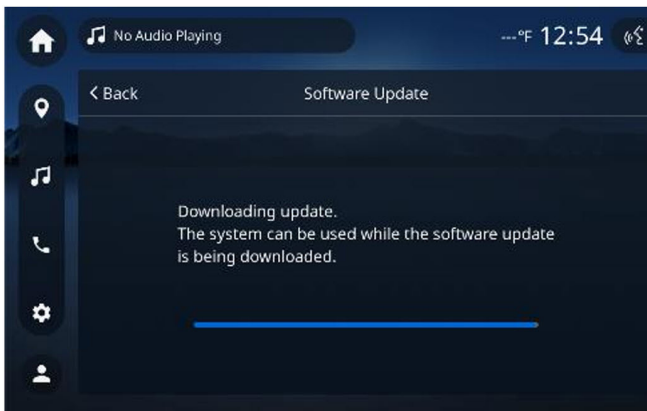 No Audio Playing
---°F 12:54
Back
Software Update
Downloading update.
The system can be used while the software update
is being downloaded.